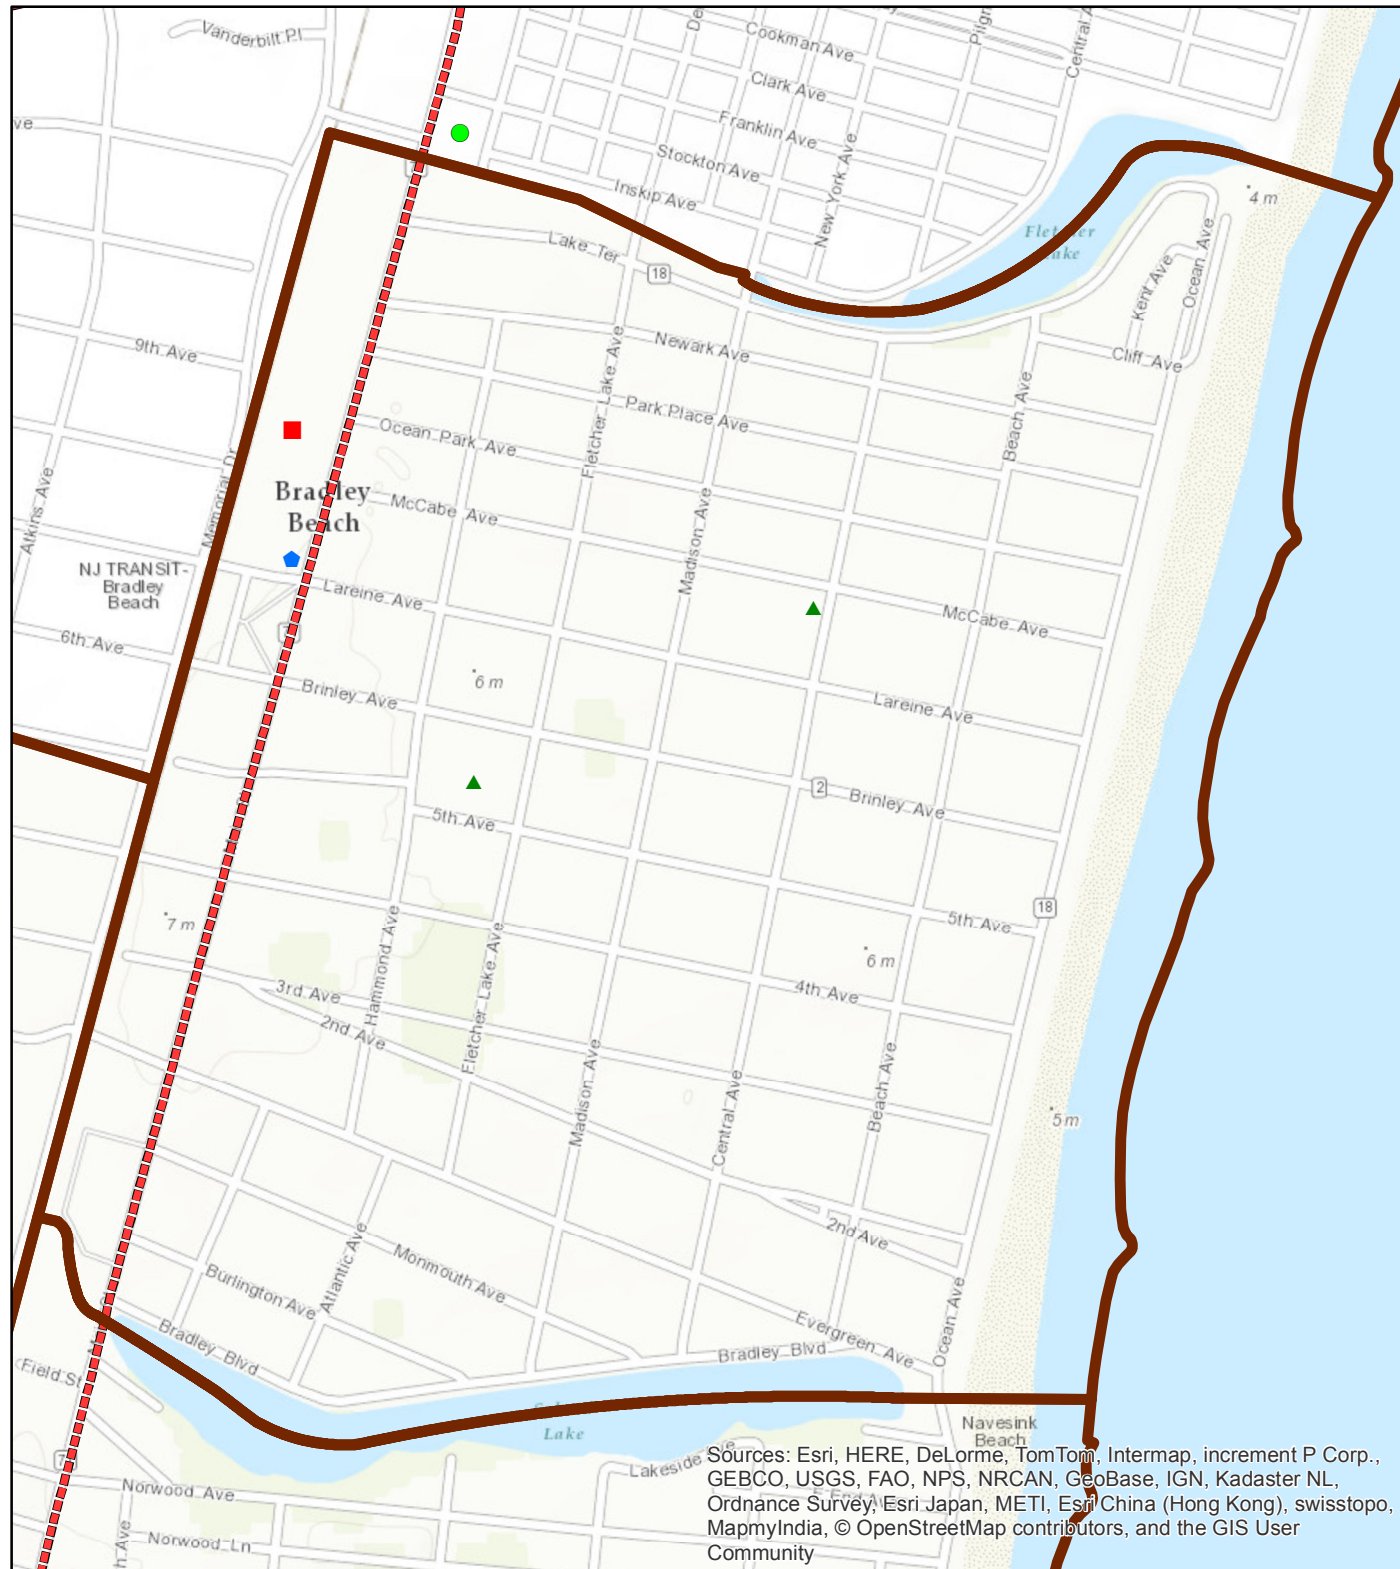 Vanderbilt Pl
Cookman Ave
Clark Ave
Franklin Ave
Stockton Ave
Inskip Ave
New York Ave
4 m
Lake Ter
18
Kent Ave
Ocean Ave
Newark Ave
Cliff Ave
9th Ave
Fletcher Lake Ave
Park Place Ave
Beach Ave
Ocean Park Ave
Memorial Dr
Atkins Ave
Bradley
Beach
McCabe Ave
Madison Ave
NJ TRANSIT-
Bradley
Beach
Lareine Ave
McCabe Ave
6th Ave
6 m
Brinley Ave
Lareine Ave
2
Brinley Ave
5th Ave
18
5th Ave
7 m
Hammond Ave
Fletcher Lake Ave
6 m
3rd Ave
4th Ave
2nd Ave
Madison Ave
Central Ave
Beach Ave
5 m
2nd Ave
Atlantic Ave
Monmouth Ave
Burlington Ave
Ocean Ave
Evergreen Ave
Bradley Blvd
Bradley Blvd
Field St
Lake
Navesink
Beach
Lakeside Ave
Norwood Ave
Norwood Ln
Sources: Esri, HERE, DeLorme, TomTom, Intermap, increment P Corp.,
GEBCO, USGS, FAO, NPS, NRCAN, GeoBase, IGN, Kadaster NL,
Ordnance Survey, Esri Japan, METI, Esri China (Hong Kong), swisstopo,
MapmyIndia, © OpenStreetMap contributors, and the GIS User
Community